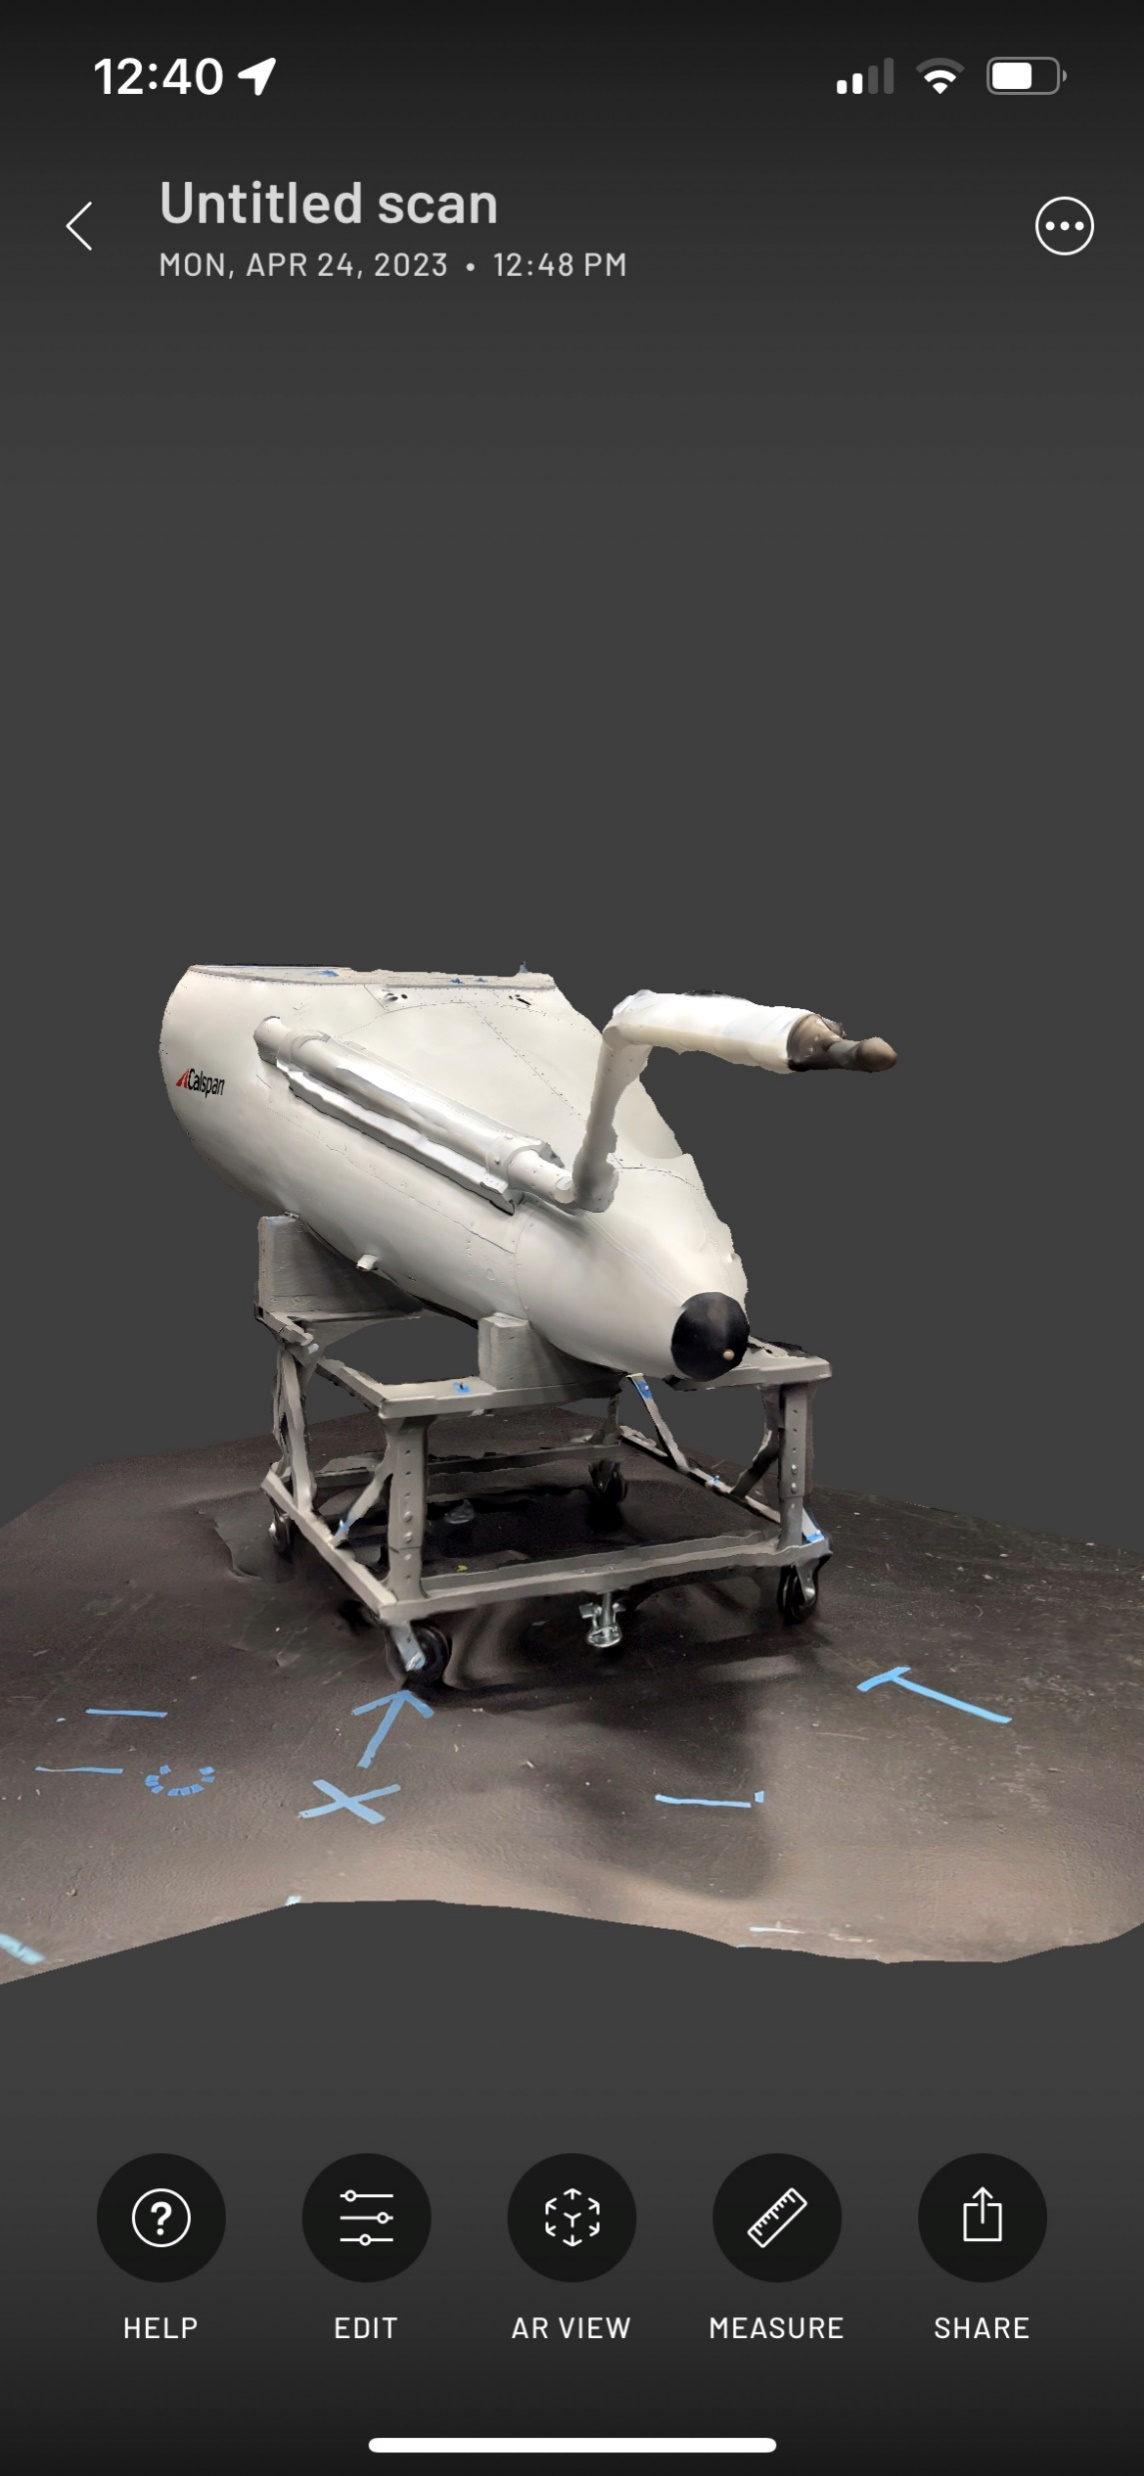 12:40
Untitled scan
MON, APR 24, 2023 • 12:48 PM
Calspan
HELP
EDIT
AR VIEW
MEASURE
SHARE